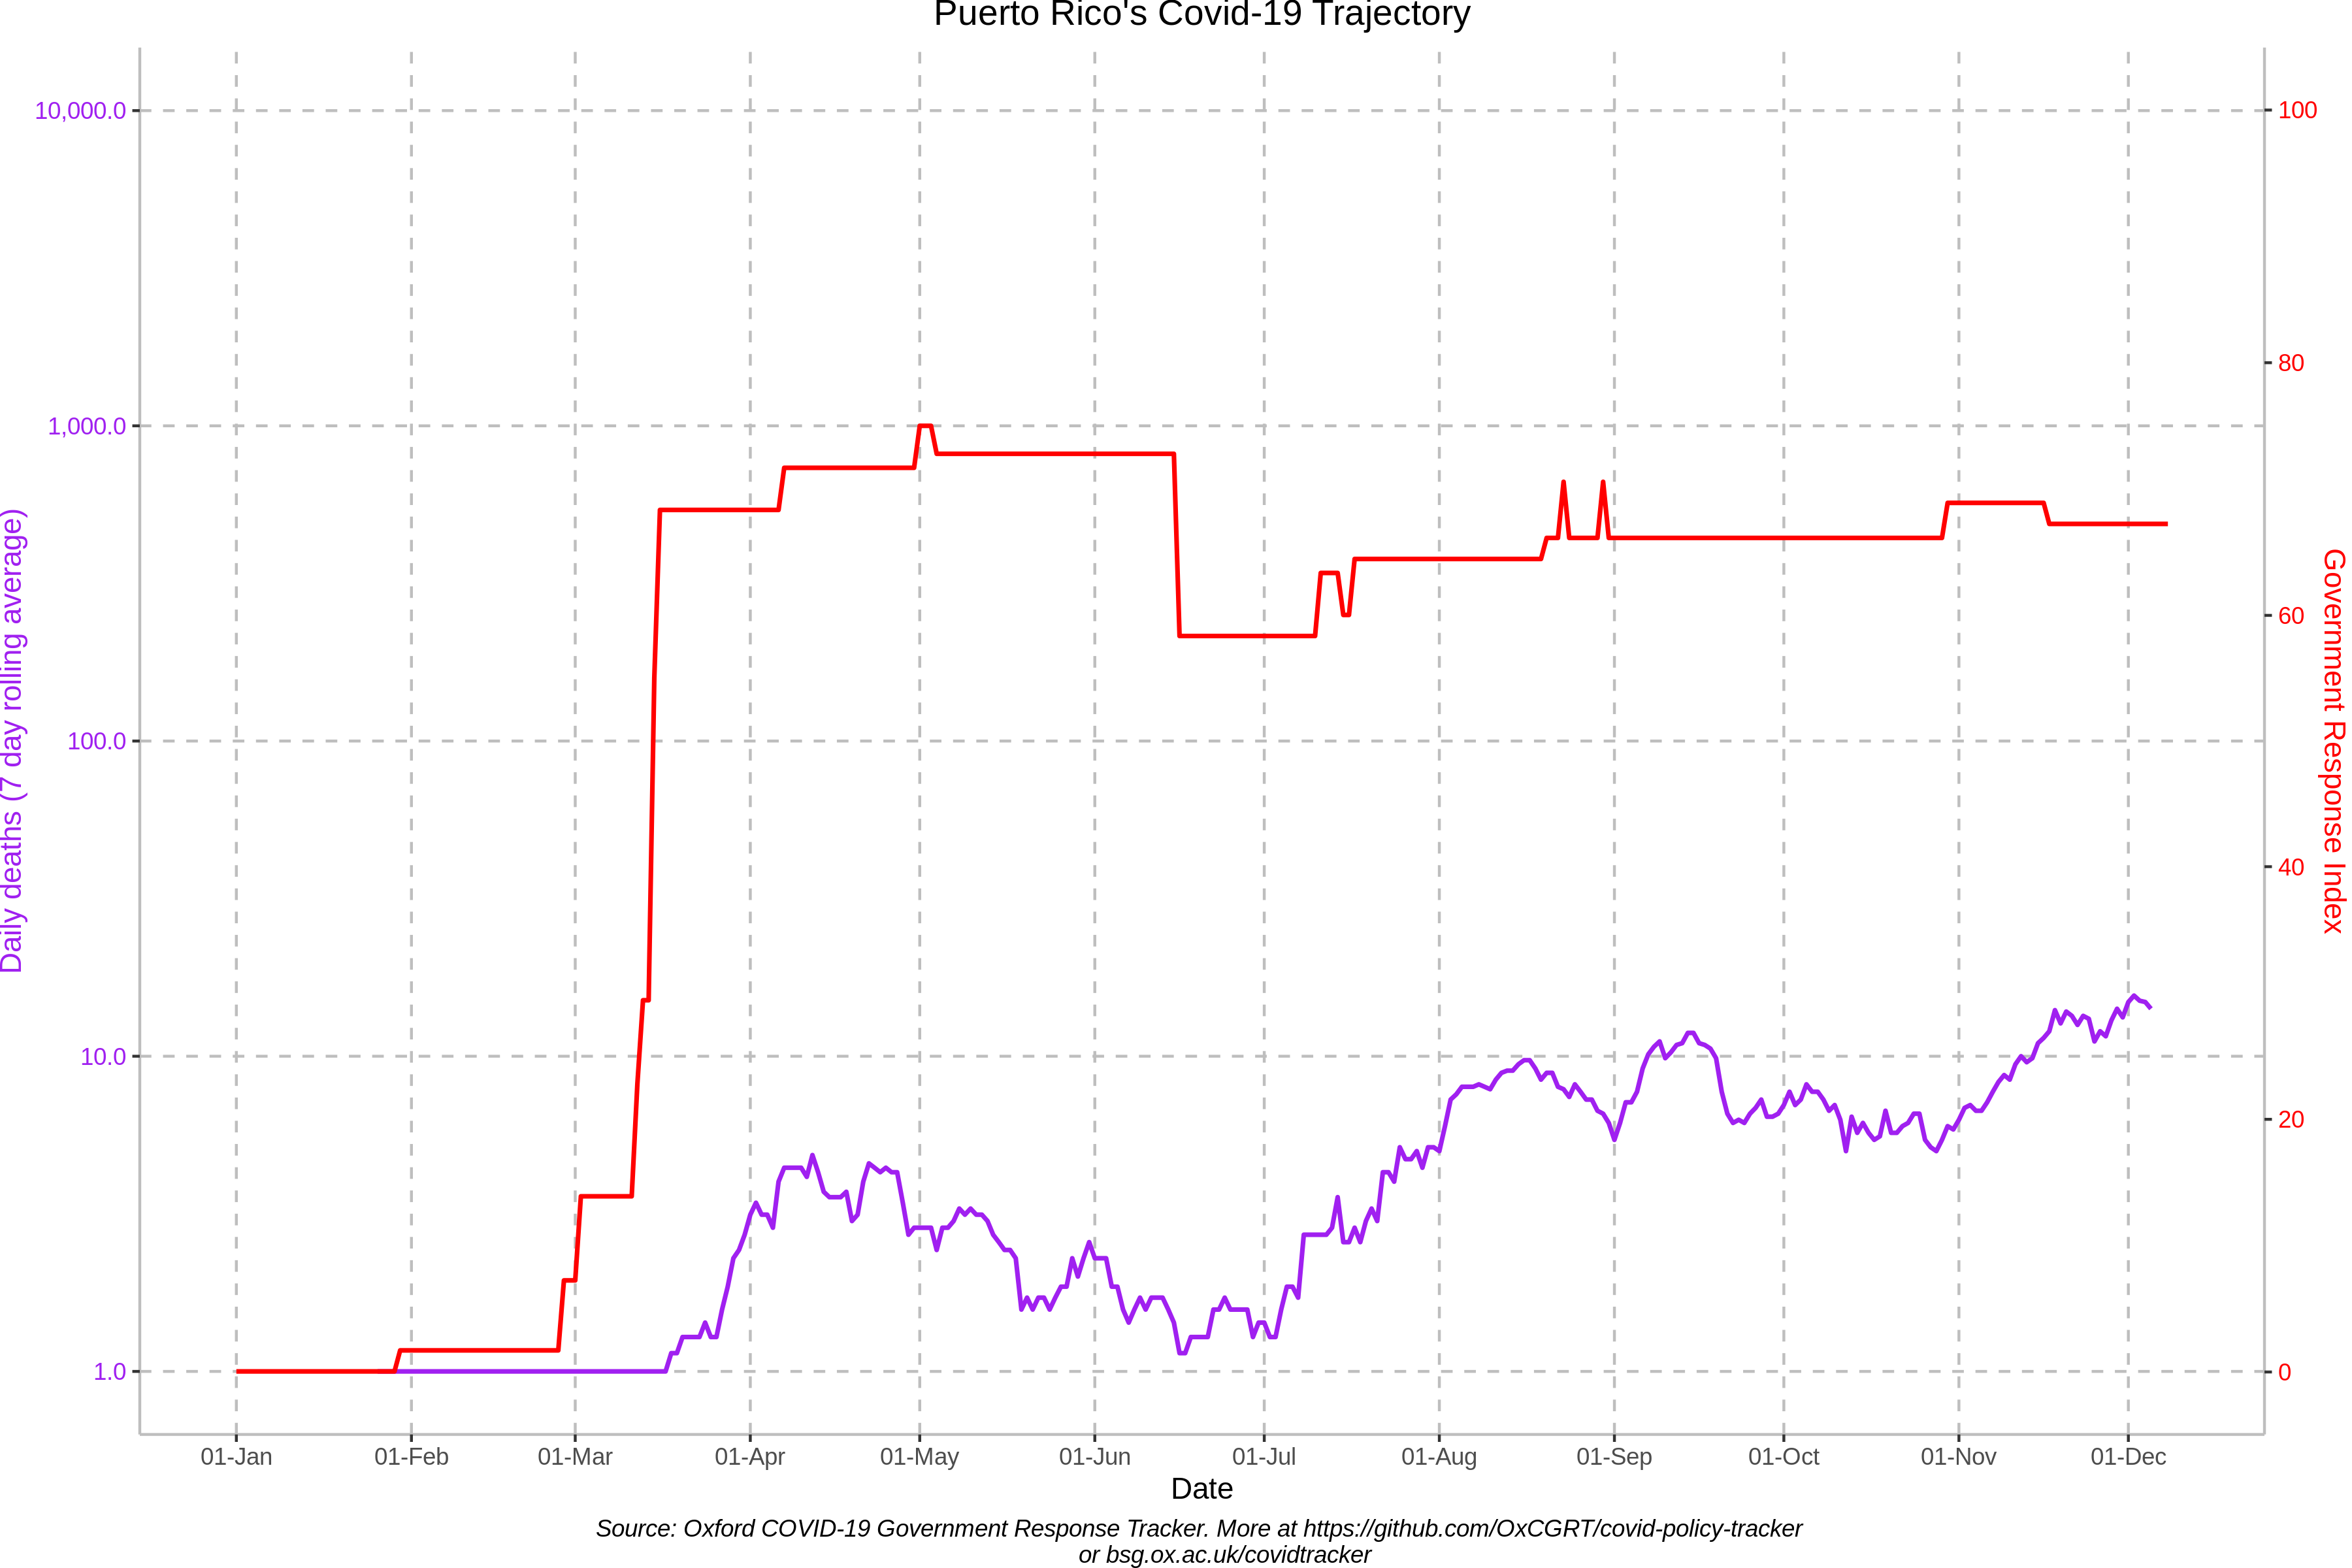 Puerto Rico's Covid-19 Trajectory
10,000.0
1,000.0
100.0
10.0
1.0
Daily deaths (7 day rolling average)
100
80
60
40
20
0
Government Response Index
01-Jan
01-Feb
01-Mar
01-Apr
01-May
01-Jun
01-Jul
01-Aug
01-Sep
01-Oct
01-Nov
01-Dec
Date
Source: Oxford COVID-19 Government Response Tracker. More at https://github.com/OxCGRT/covid-policy-tracker
or bsg.ox.ac.uk/covidtracker